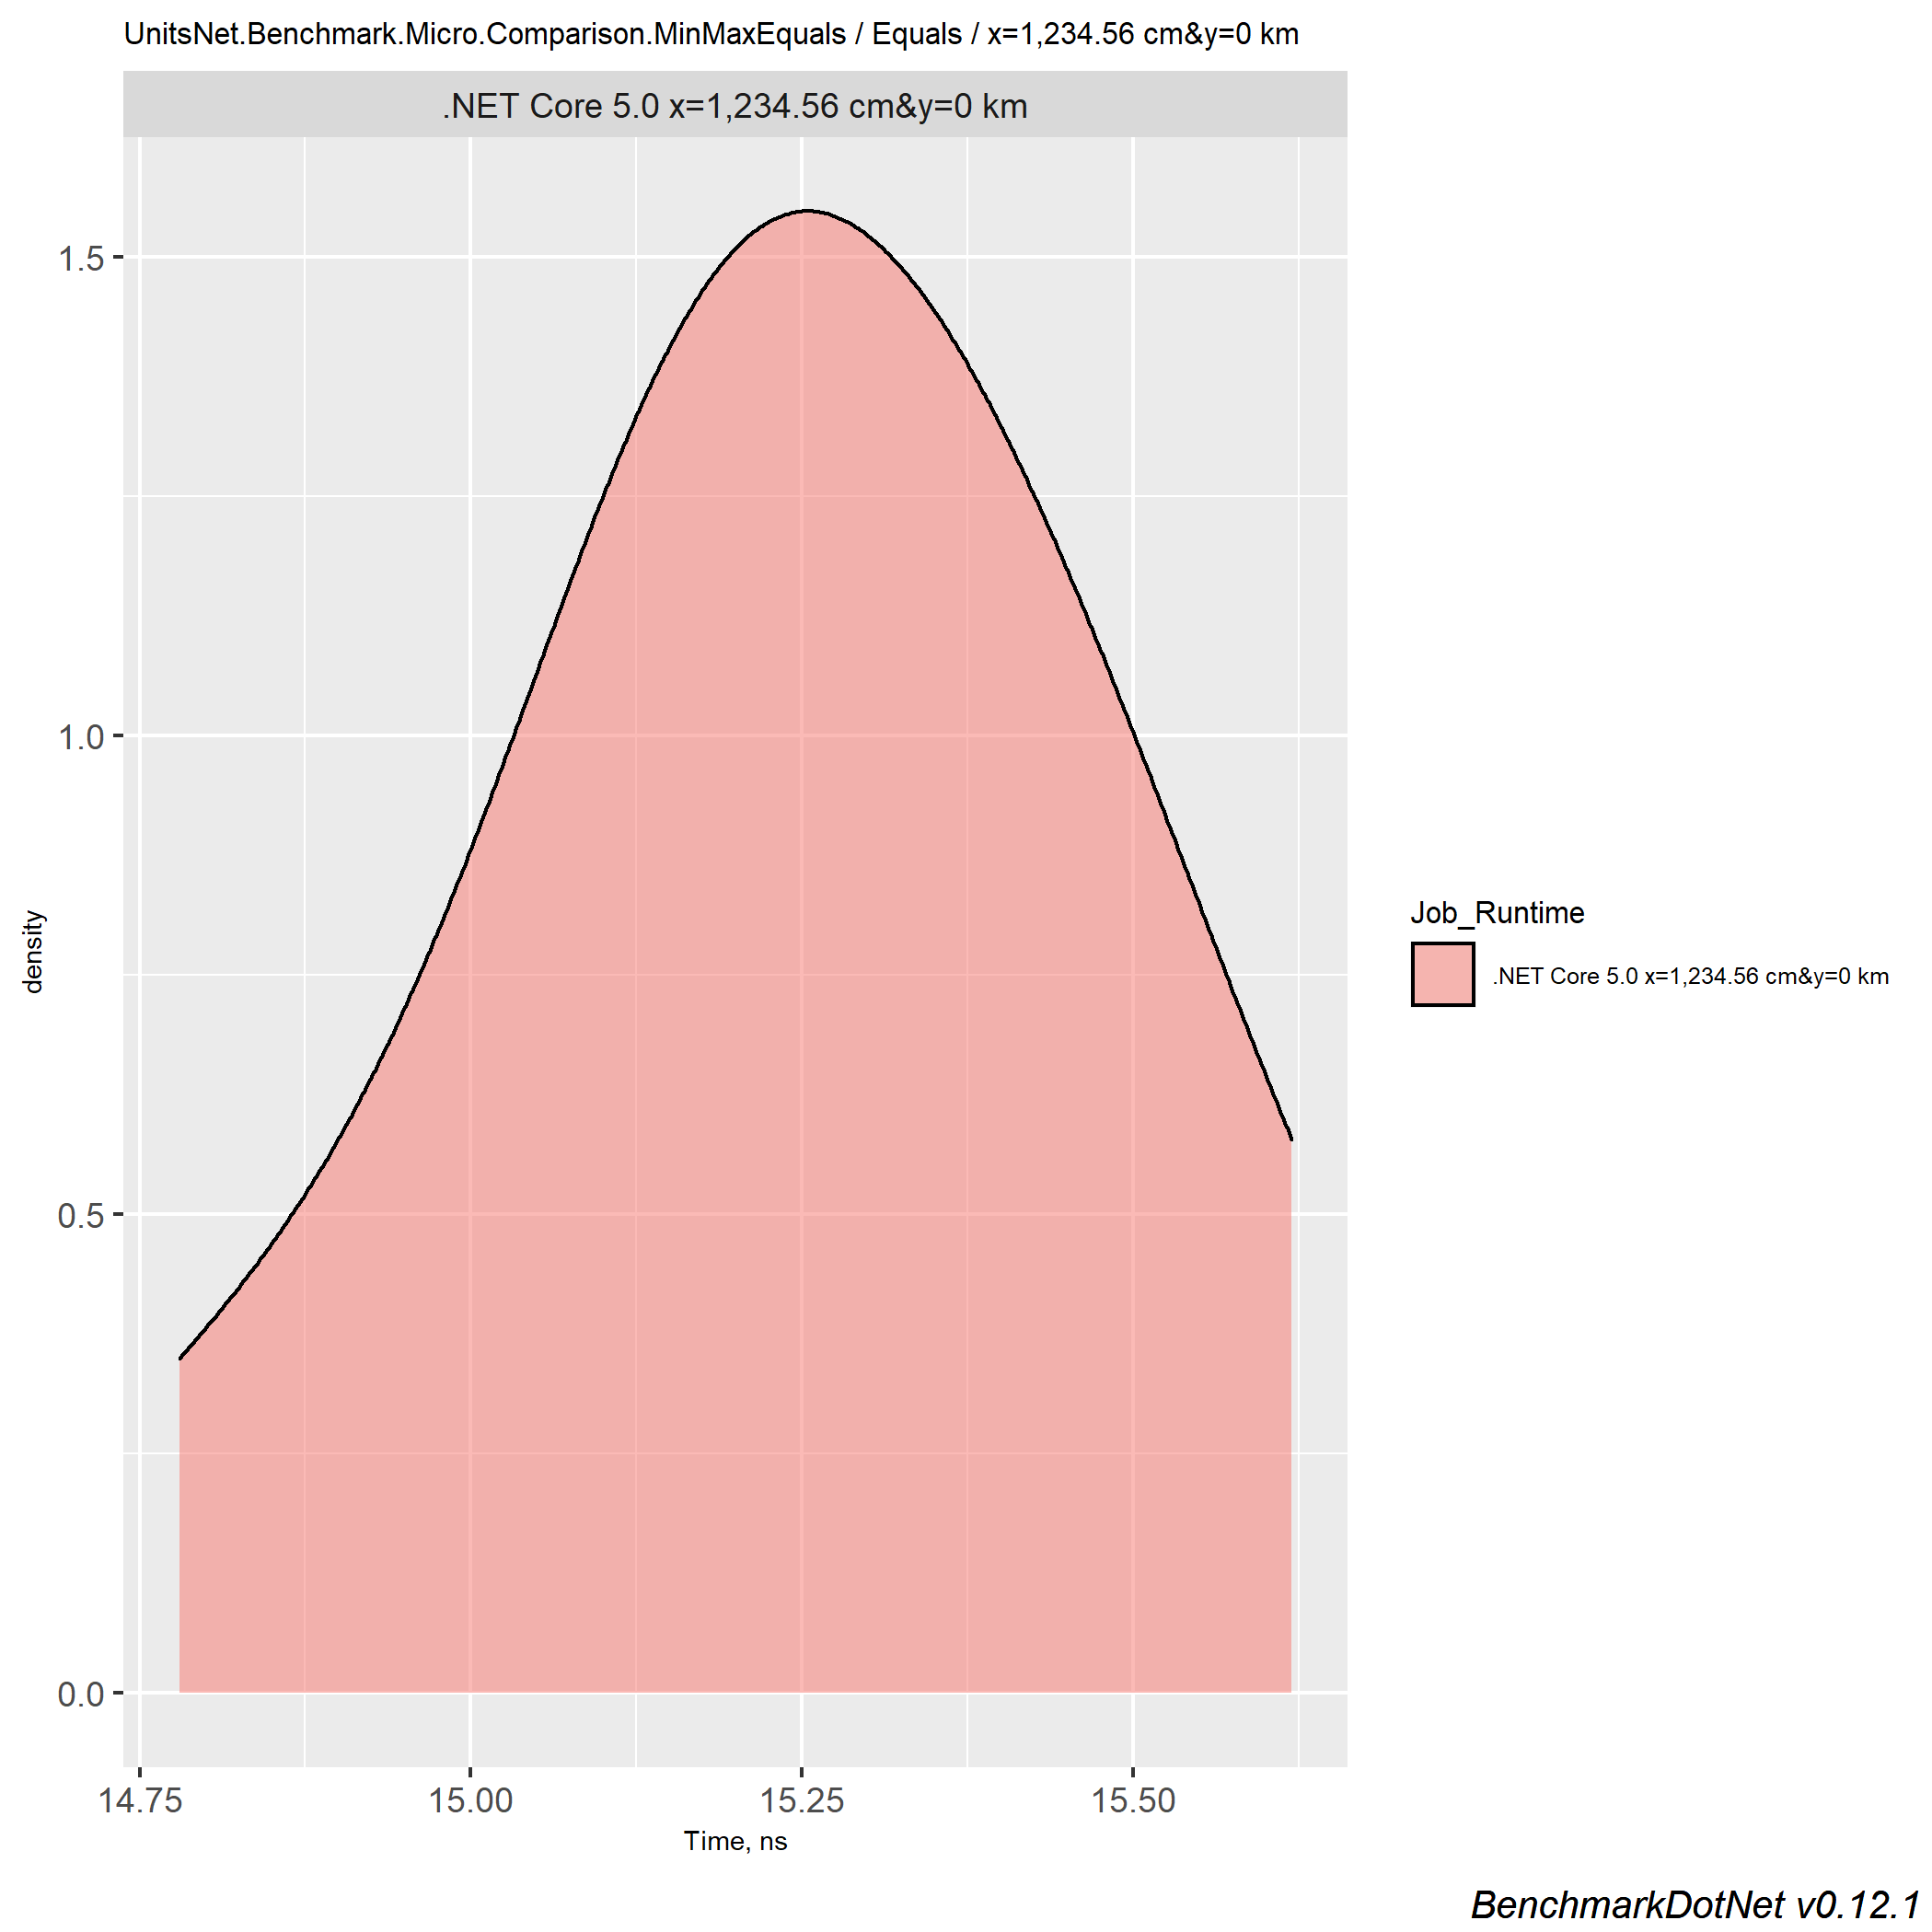 UnitsNet.Benchmark.Micro.Comparison.MinMaxEquals / Equals / x=1,234.56 cm&y=0 km
.NET Core 5.0 x=1,234.56 cm&y=0 km
1.5
1.0
0.5
0.0
density
14.75 15.00 15.25 15.50
Time, ns
Job_Runtime
.NET Core 5.0 x=1,234.56 cm&y=0 km
BenchmarkDotNet v0.12.1